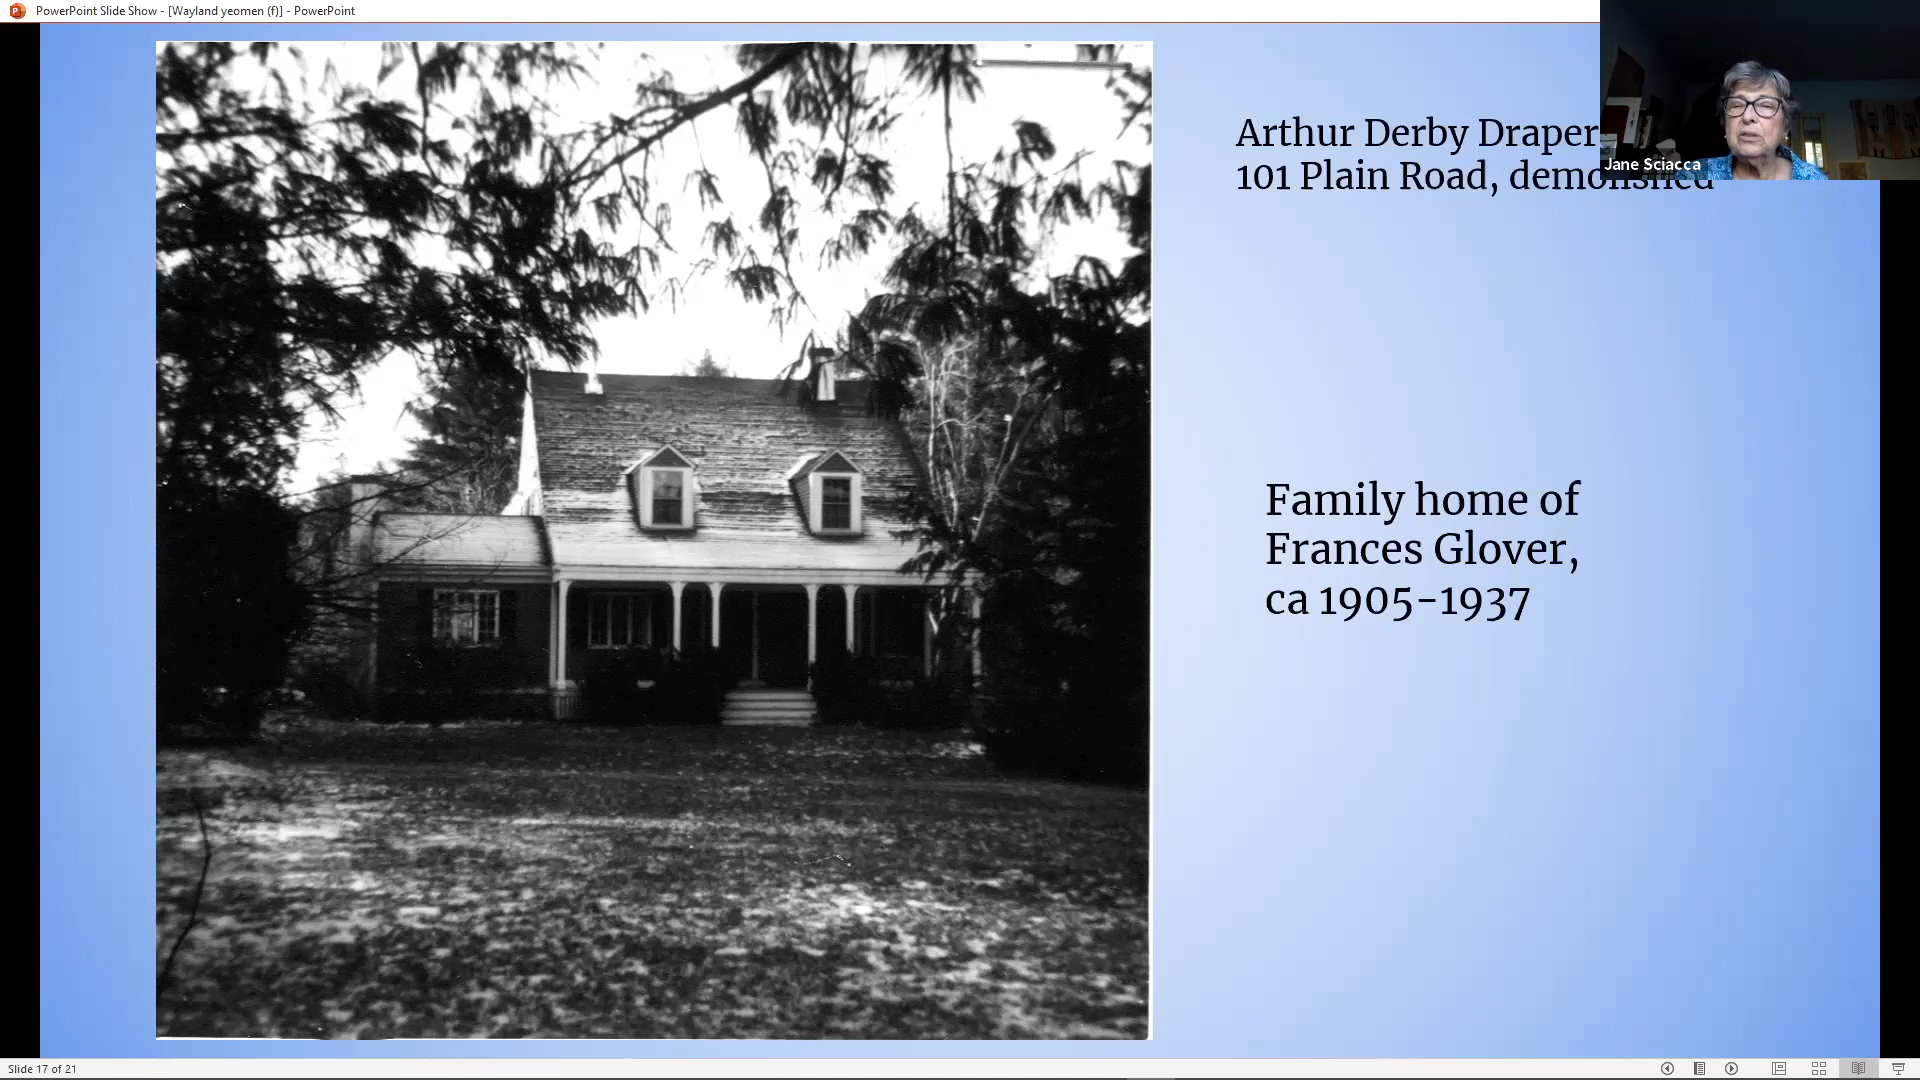 PowerPoint Slide Show - [Wayland yeomen (f)] - PowerPoint
Arthur Derby Draper
101 Plain Road, demolished
Jane Sciacca
Family home of
Frances Glover,
ca 1905-1937
Slide 17 of 21